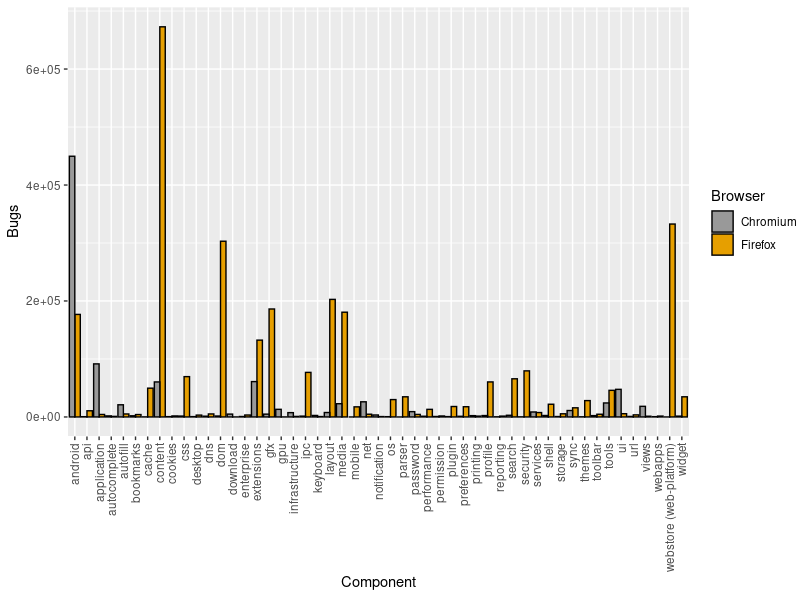 6e+05
4e+05
2e+05
0e+00
Bugs
android
api
application
autocomplete
autofill
bookmarks
cache
content
cookies
css
desktop
dns
dom
download
enterprise
extensions
gfx
gpu
infrastructure
ipc
keyboard
layout
media
mobile
net
notification
os
parser
password
performance
permission
plugin
preferences
printing
profile
reporting
search
security
services
shell
storage
sync
themes
toolbar
tools
ui
url
views
webapps
webstore (web-platform)
widget
Component
Browser
Chromium
Firefox